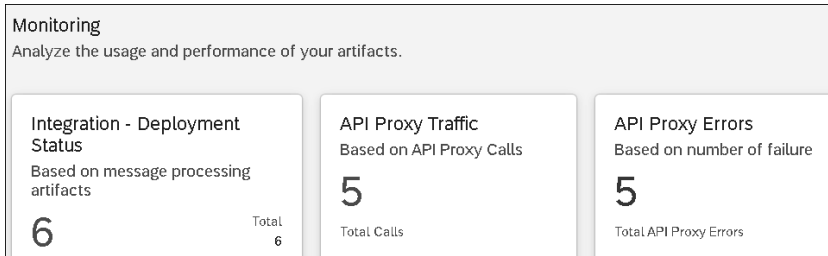 Monitoring
Analyze the usage and performance of your artifacts.
Integration - Deployment
Status
Based on message processing
artifacts
6
Total
6
API Proxy Traffic
Based on API Proxy Calls
5
Total Calls
API Proxy Errors
Based on number of failure
5
Total API Proxy Errors